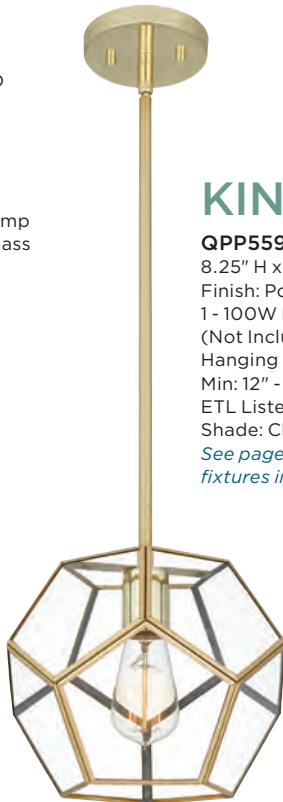 mp
ass
KIN
QPP559
8.25" H x
Finish: Po
1 - 100W
(Not Inclu
Hanging
Min: 12" -
ETL Liste
Shade: Cl
See page
fixtures i